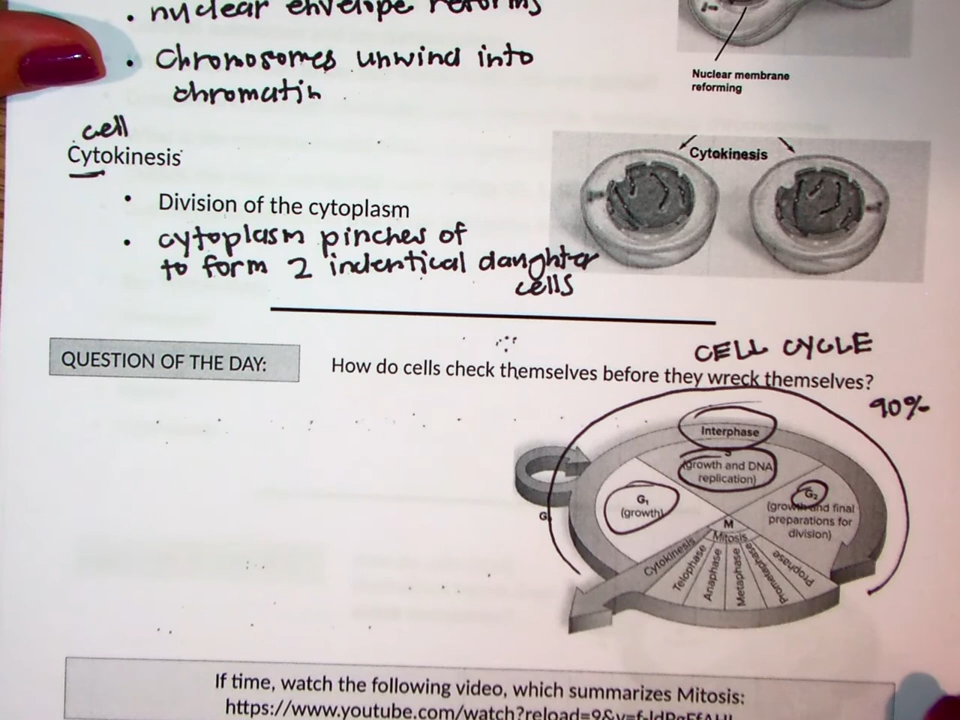 • nuclear envelope reforms
• Chromosomes unwind into
chromatin
Nuclear membrane
reforming
cell
Cytokinesis
Cytokinesis
• Division of the cytoplasm
• cytoplasm pinches of
to form 2 indentical daughter
cells
CELL CYCLE
QUESTION OF THE DAY:
How do cells check themselves before they wreck themselves?
90%
Interphase
S
(growth and DNA
replication)
G1
(growth)
G2
(growth and final
preparations for
division)
G
M
Mitosis
Cytokinesis
Telophase
Anaphase
Metaphase
Prometaphase
Prophase
If time, watch the following video, which summarizes Mitosis: